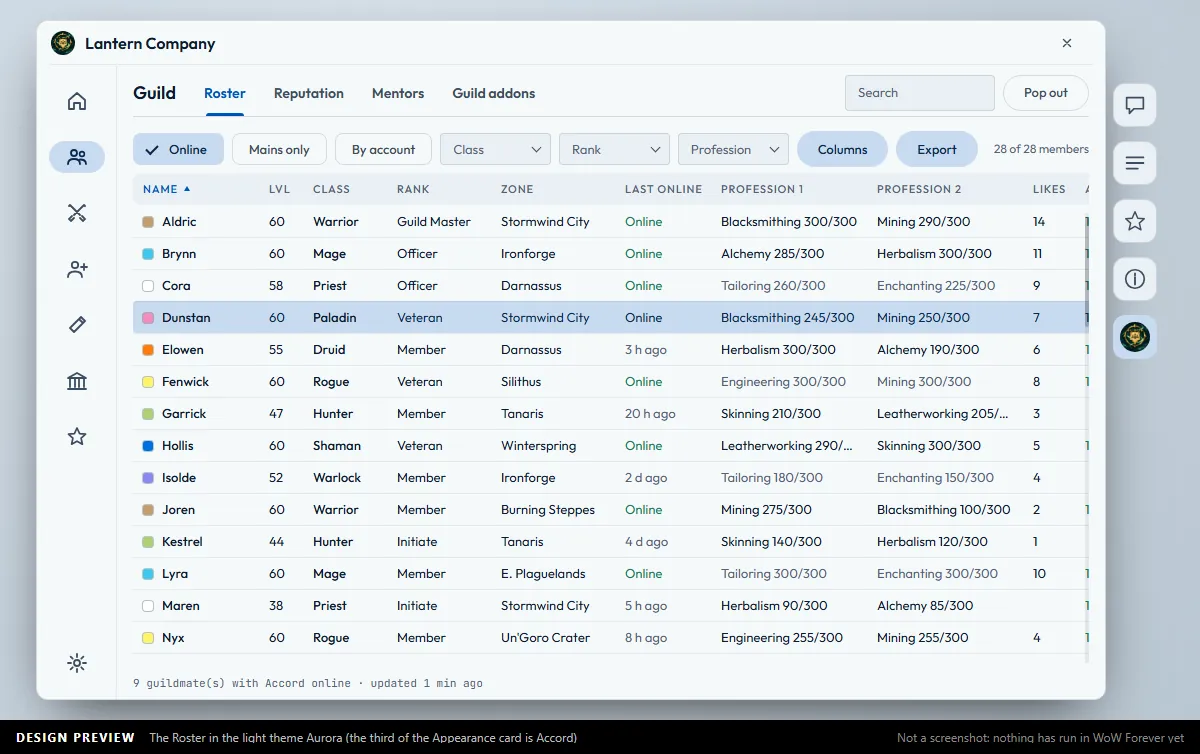 Lantern Company
Guild Roster Reputation Mentors Guild addons Search Pop out
Online Mains only By account Class Rank Profession Columns Export 28 of 28 members
NAME LVL CLASS RANK ZONE LAST ONLINE PROFESSION 1 PROFESSION 2 LIKES
Aldric 60 Warrior Guild Master Stormwind City Online Blacksmithing 300/300 Mining 290/300 14
Brynn 60 Mage Officer Ironforge Online Alchemy 285/300 Herbalism 300/300 11
Cora 58 Priest Officer Darnassus Online Tailoring 260/300 Enchanting 225/300 9
Dunstan 60 Paladin Veteran Stormwind City Online Blacksmithing 245/300 Mining 250/300 7
Elowen 55 Druid Member Darnassus 3 h ago Herbalism 300/300 Alchemy 190/300 6
Fenwick 60 Rogue Veteran Silithus Online Engineering 300/300 Mining 300/300 8
Garrick 47 Hunter Member Tanaris 20 h ago Skinning 210/300 Leatherworking 205/... 3
Hollis 60 Shaman Veteran Winterspring Online Leatherworking 290/... Skinning 300/300 5
Isolde 52 Warlock Member Ironforge 2 d ago Tailoring 180/300 Enchanting 150/300 4
Joren 60 Warrior Member Burning Steppes Online Mining 275/300 Blacksmithing 100/300 2
Kestrel 44 Hunter Initiate Tanaris 4 d ago Skinning 140/300 Herbalism 120/300 1
Lyra 60 Mage Member E. Plaguelands Online Tailoring 300/300 Enchanting 300/300 10
Maren 38 Priest Initiate Stormwind City 5 h ago Herbalism 90/300 Alchemy 85/300
Nyx 60 Rogue Member Un'Goro Crater 8 h ago Engineering 255/300 Mining 255/300 4
9 guildmate(s) with Accord online · updated 1 min ago
DESIGN PREVIEW The Roster in the light theme Aurora (the third of the Appearance card is Accord) Not a screenshot: nothing has run in WoW Forever yet